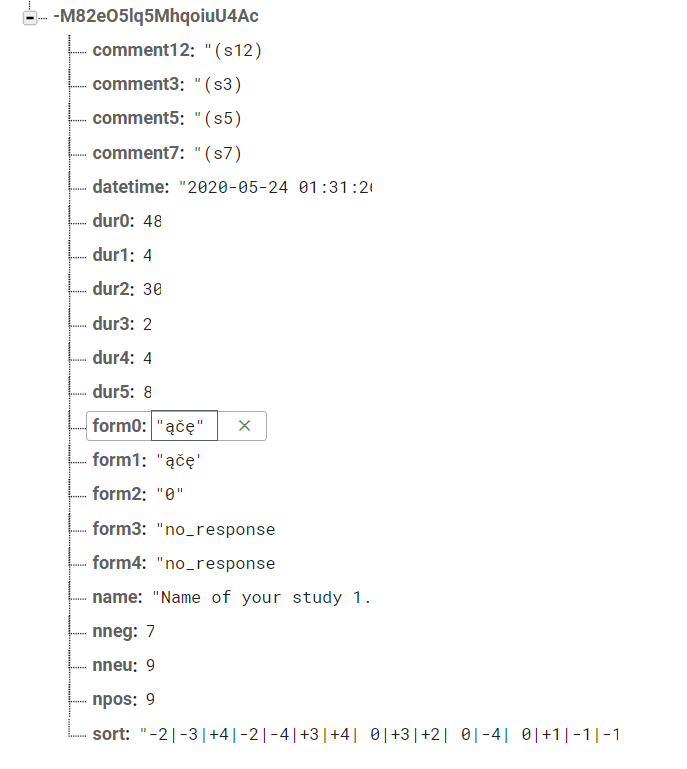 -M82eO5lq5MhqoiuU4Ac
comment12: "(s12)
comment3: "(s3)
comment5: "(s5)
comment7: "(s7)
datetime: "2020-05-24 01:31:20
dur0: 48
dur1: 4
dur2: 30
dur3: 2
dur4: 4
dur5: 8
form0: "ąčę" ×
form1: "ąčę'
form2: "0"
form3: "no_response
form4: "no_response
name: "Name of your study 1.
nneg: 7
nneu: 9
npos: 9
sort: "-2|-3|+4|-2|-4|+3|+4| 0|+3|+2| 0|-4| 0|+1|-1|-1